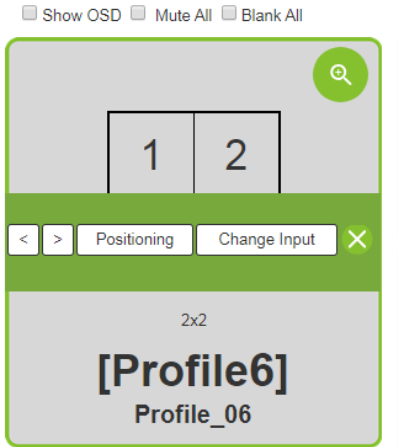 Show OSD Mute All Blank All
1 2
< > Positioning Change Input
2x2
[Profile6]
Profile_06